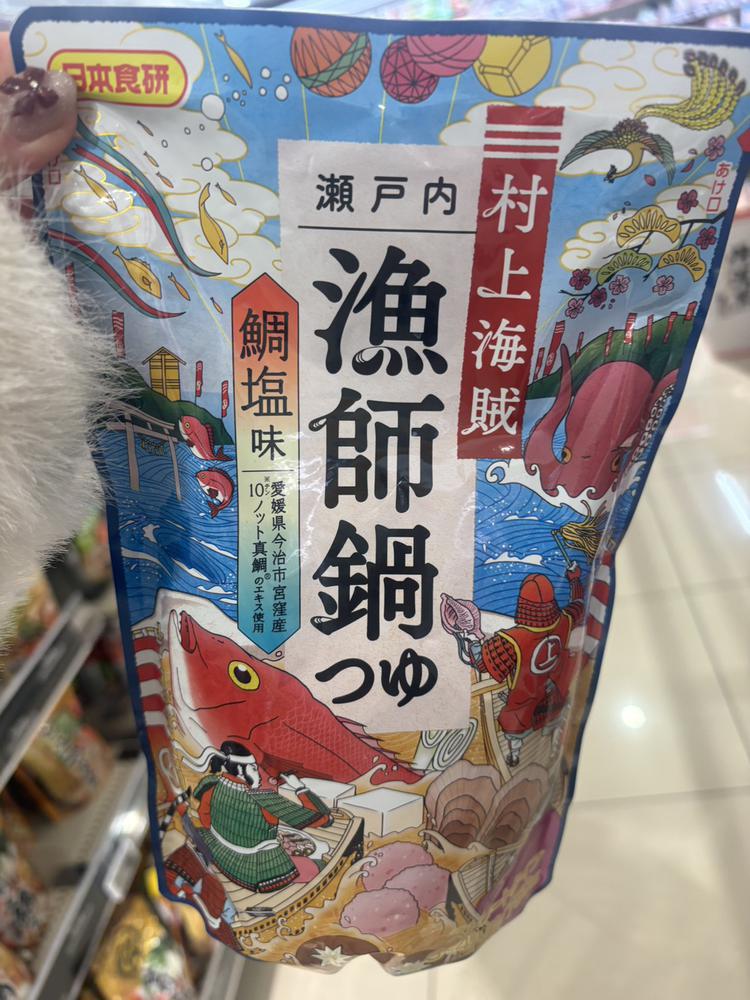 日本食研
あけ口
村上海賊
瀬戸内
漁師鍋
つゆ
鯛塩味
愛媛県今治市宮窪産
10ノット真鯛®のエキス使用
上